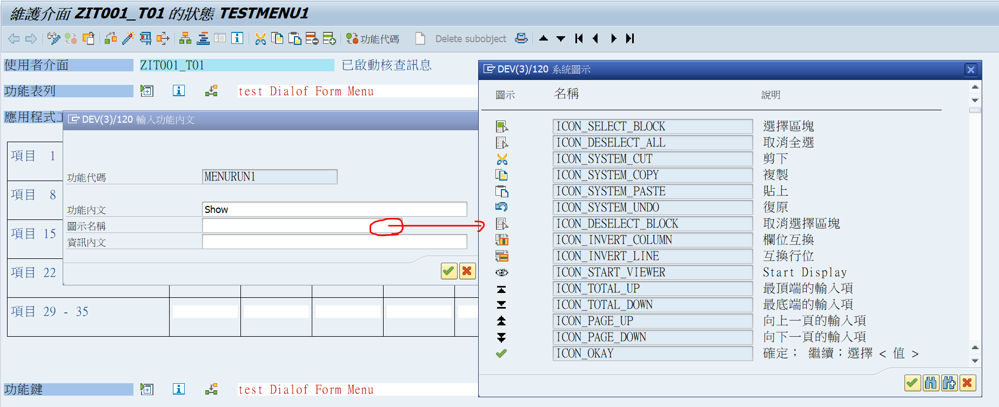 維護介面 ZIT001_T01 的狀態 TESTMENU1
功能代碼 Delete subobject
使用者介面 ZIT001_T01 已啟動核查訊息
功能表列 test Dialof Form Menu
應用程式工
項目 1
項目 8
項目 15
項目 22
項目 29 - 35
功能鍵 test Dialof Form Menu
DEV(3)/120 輸入功能內文
功能代碼 MENURUN1
功能內文 Show
圖示名稱
資訊內文
DEV(3)/120 系統圖示
圖示 名稱 說明
ICON_SELECT_BLOCK 選擇區塊
ICON_DESELECT_ALL 取消全選
ICON_SYSTEM_CUT 剪下
ICON_SYSTEM_COPY 複製
ICON_SYSTEM_PASTE 貼上
ICON_SYSTEM_UNDO 復原
ICON_DESELECT_BLOCK 取消選擇區塊
ICON_INVERT_COLUMN 欄位互換
ICON_INVERT_LINE 互換行位
ICON_START_VIEWER Start Display
ICON_TOTAL_UP 最頂端的輸入項
ICON_TOTAL_DOWN 最底端的輸入項
ICON_PAGE_UP 向上一頁的輸入項
ICON_PAGE_DOWN 向下一頁的輸入項
ICON_OKAY 確定； 繼續；選擇 < 值 >